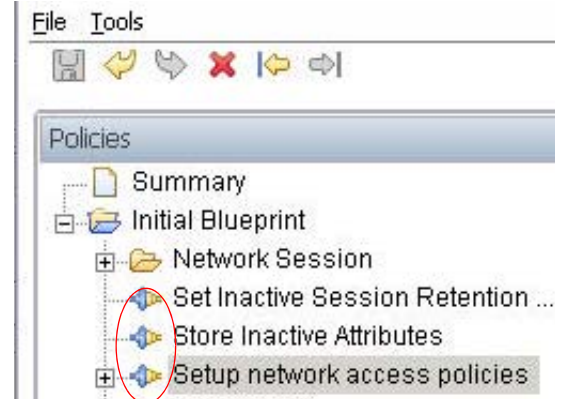 File Tools
Policies
Summary
Initial Blueprint
Network Session
Set Inactive Session Retention ...
Store Inactive Attributes
Setup network access policies